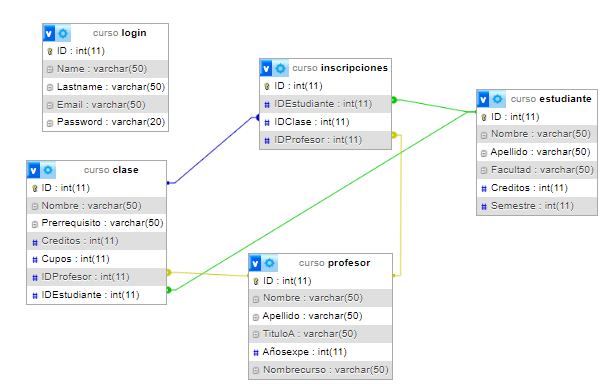 curso login
ID : int(11)
Name : varchar(50)
Lastname : varchar(50)
Email : varchar(50)
Password : varchar(20)
curso inscripciones
ID : int(11)
IDEstudiante : int(11)
IDClase : int(11)
IDProfesor : int(11)
curso estudiante
ID : int(11)
Nombre : varchar(50)
Apellido : varchar(50)
Facultad : varchar(50)
Creditos : int(11)
Semestre : int(11)
curso clase
ID : int(11)
Nombre : varchar(50)
Prerrequisito : varchar(50)
Creditos : int(11)
Cupos : int(11)
IDProfesor : int(11)
IDEstudiante : int(11)
curso profesor
ID : int(11)
Nombre : varchar(50)
Apellido : varchar(50)
TituloA : varchar(50)
Añosexpe : int(11)
Nombrecurso : varchar(50)